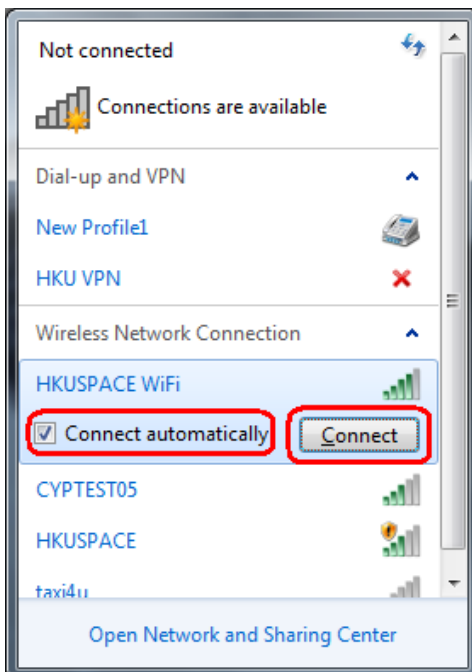 Not connected
Connections are available
Dial-up and VPN
New Profile1
HKU VPN
Wireless Network Connection
HKUSPACE WiFi
Connect automatically
Connect
CYPTEST05
HKUSPACE
taxi4u
Open Network and Sharing Center